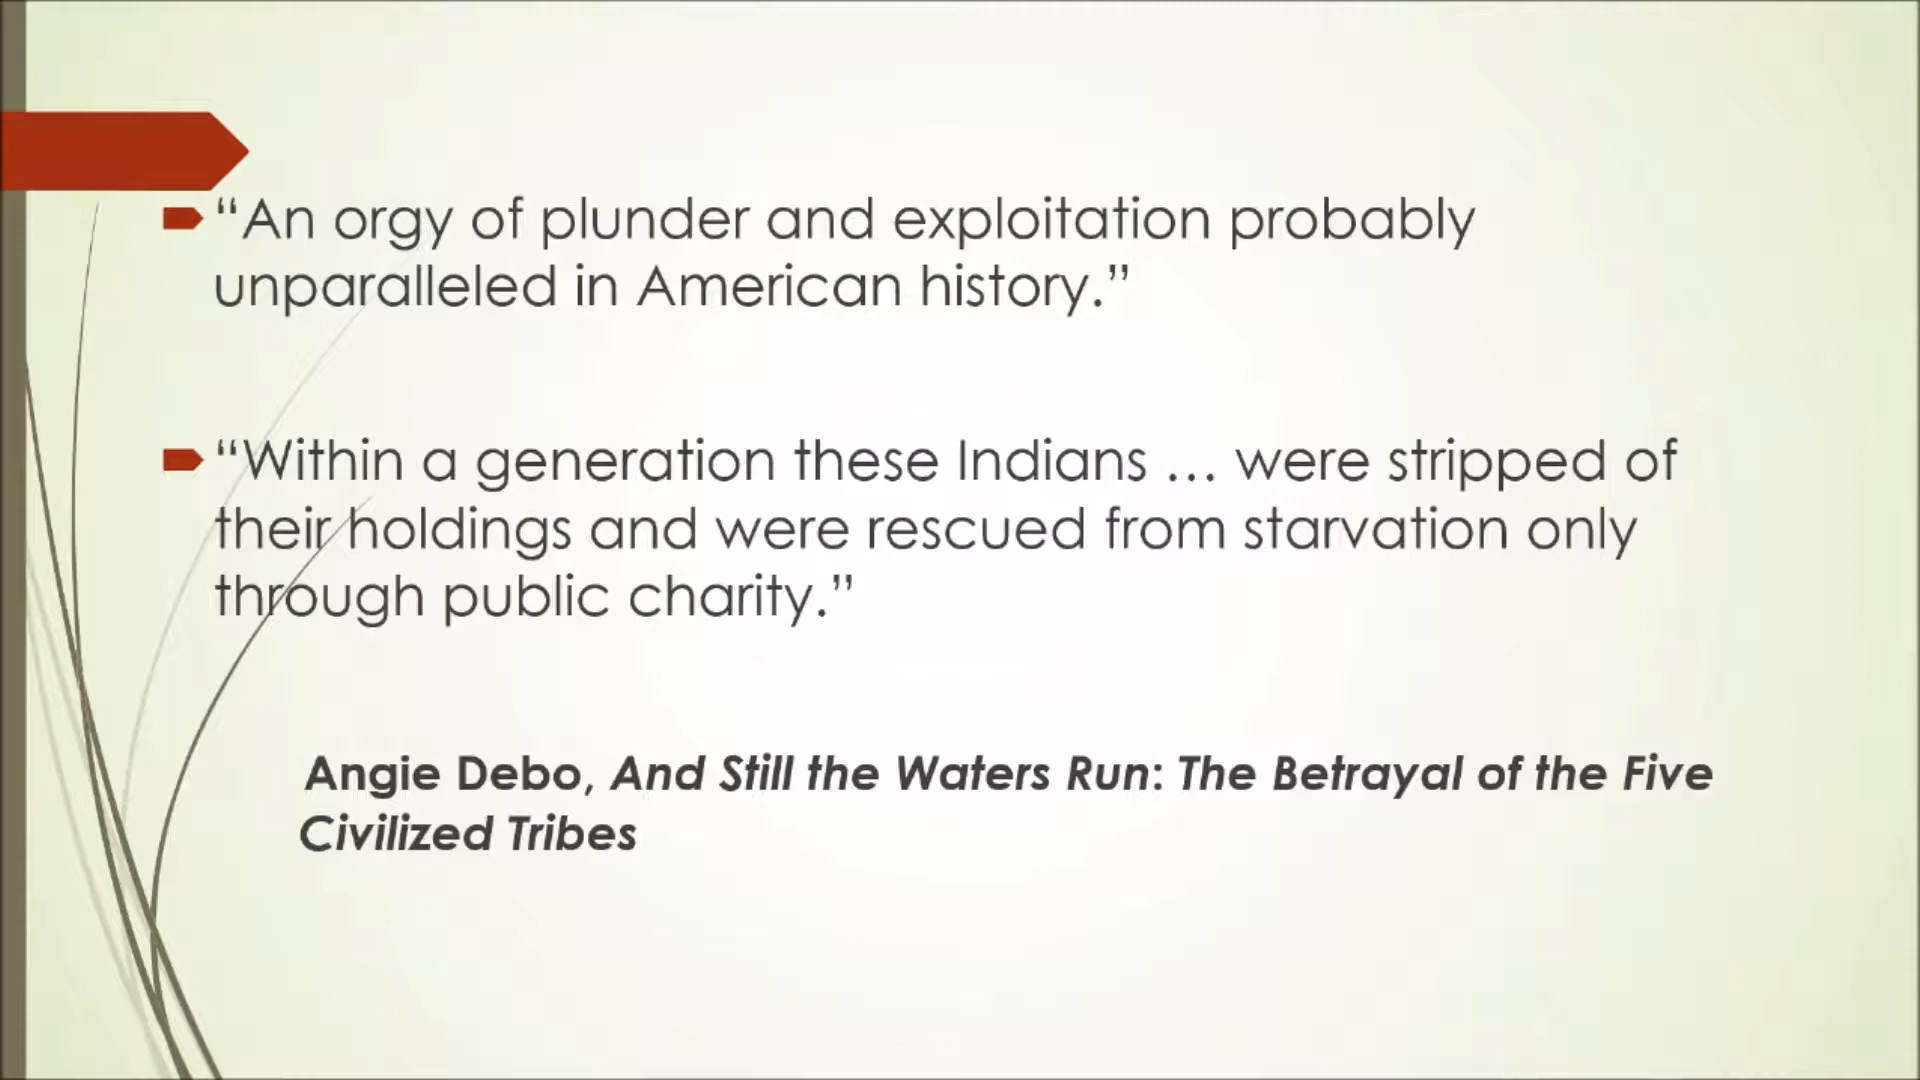 “An orgy of plunder and exploitation probably
unparalleled in American history.”
“Within a generation these Indians … were stripped of
their holdings and were rescued from starvation only
through public charity.”
Angie Debo, And Still the Waters Run: The Betrayal of the Five
Civilized Tribes